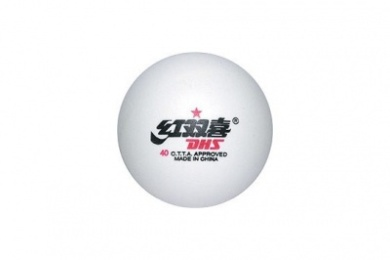 ★
红双喜®
DHS
40 C.T.T.A. APPROVED
MADE IN CHINA